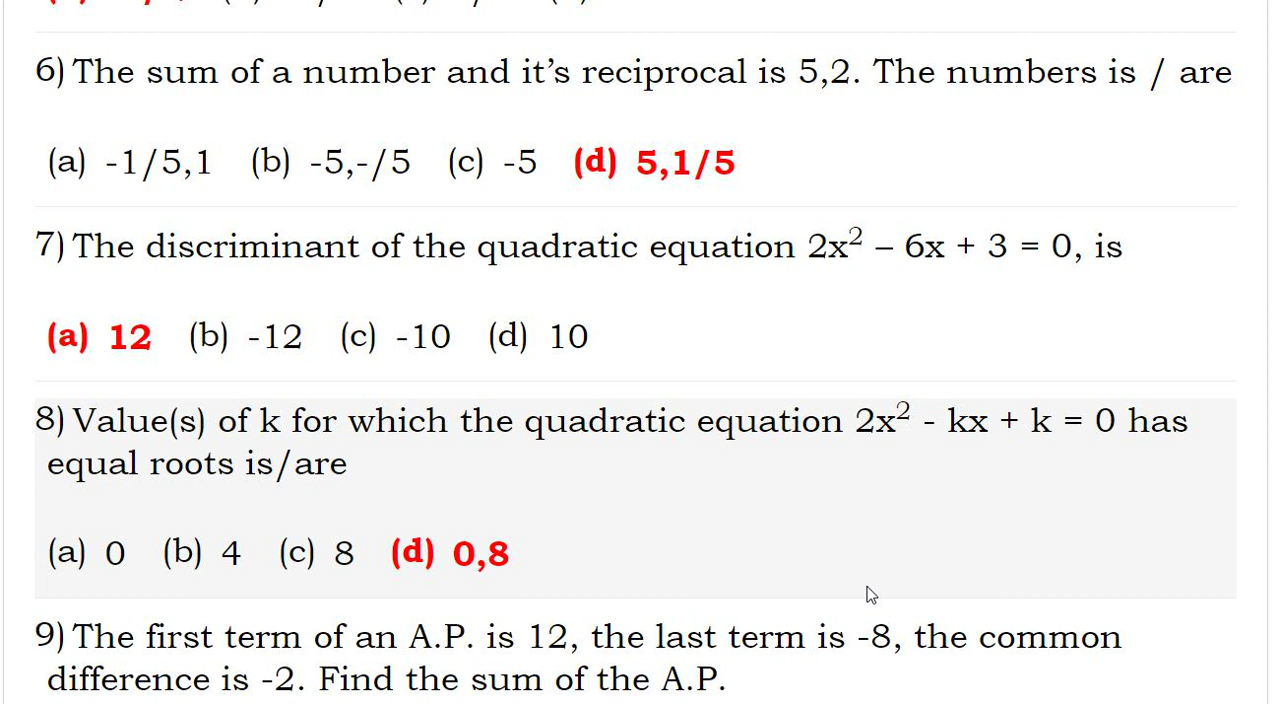 6) The sum of a number and it’s reciprocal is 5,2. The numbers is / are
(a) -1/5,1 (b) -5,-/5 (c) -5 (d) 5,1/5
7) The discriminant of the quadratic equation 2x² – 6x + 3 = 0, is
(a) 12 (b) -12 (c) -10 (d) 10
8) Value(s) of k for which the quadratic equation 2x² - kx + k = 0 has
equal roots is/are
(a) 0 (b) 4 (c) 8 (d) 0,8
9) The first term of an A.P. is 12, the last term is -8, the common
difference is -2. Find the sum of the A.P.